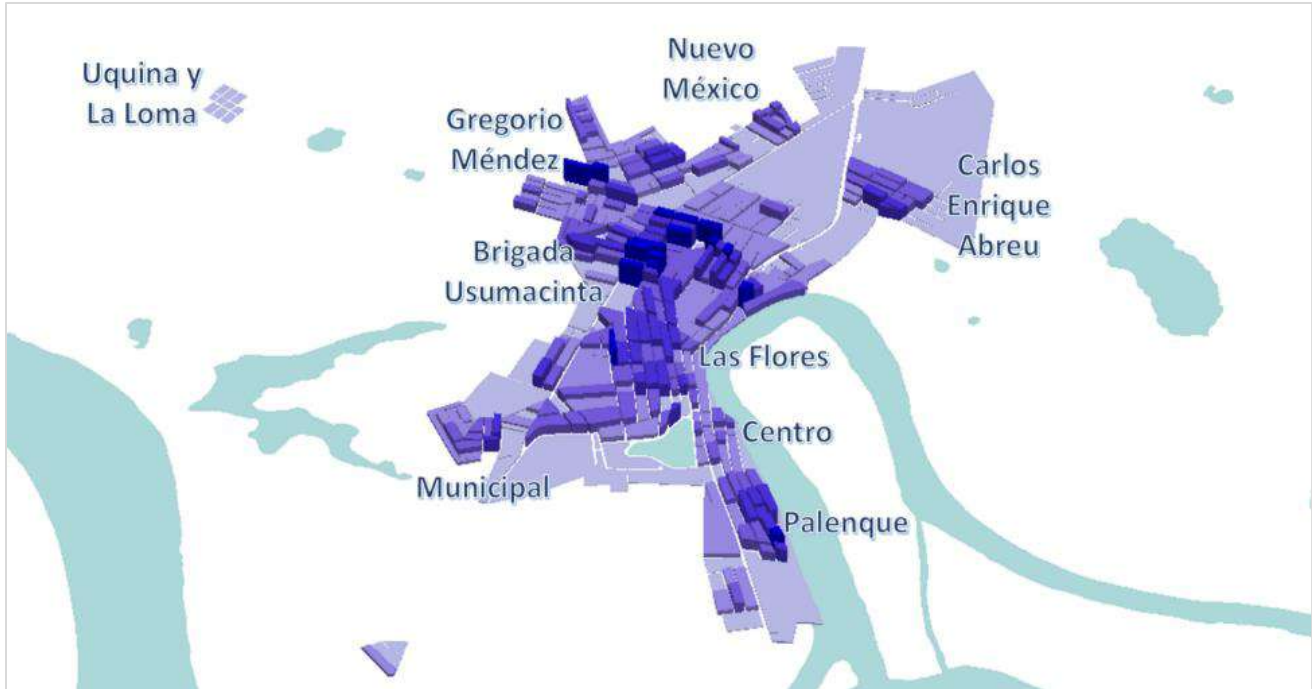 Nuevo
México
Uquina y
La Loma
Gregorio
Méndez
Carlos
Enrique
Abreu
Brigada
Usumacinta
Las Flores
Centro
Municipal
Palenque